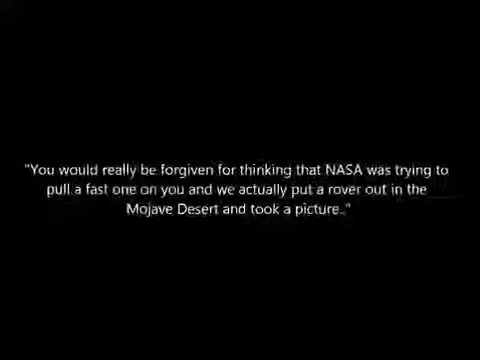 "You would really be forgiven for thinking that NASA was trying to
pull a fast one on you and we actually put a rover out in the
Mojave Desert and took a picture."